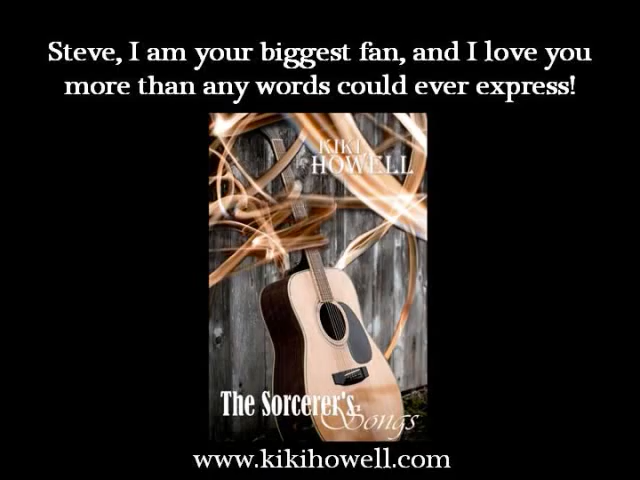 Steve, I am your biggest fan, and I love you
more than any words could ever express!
KIKI
HOWELL
The Sorcerer's
Songs
www.kikihowell.com